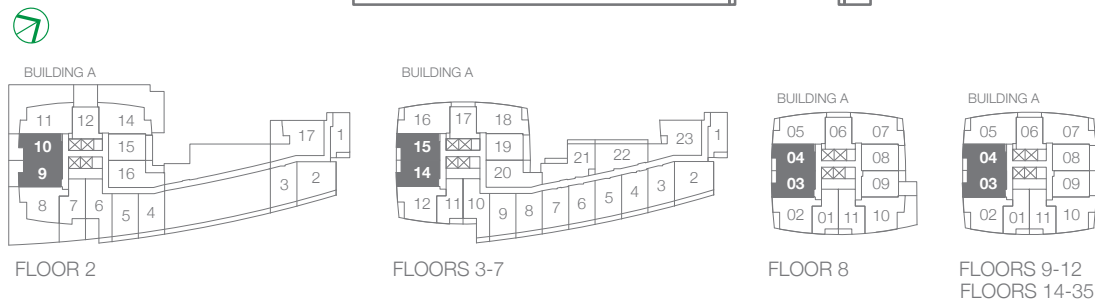 BUILDING A
11 12 14
10 15
9 16
8 7 6 5 4
3 2 17 1
FLOOR 2
BUILDING A
16 17 18
15 19
14 20
12 11 10 9 8 7 6 5 4 3 2
21 22 23 1
FLOORS 3-7
BUILDING A
05 06 07
04 08
03 09
02 01 11 10
FLOOR 8
BUILDING A
05 06 07
04 08
03 09
02 01 11 10
FLOORS 9-12
FLOORS 14-35